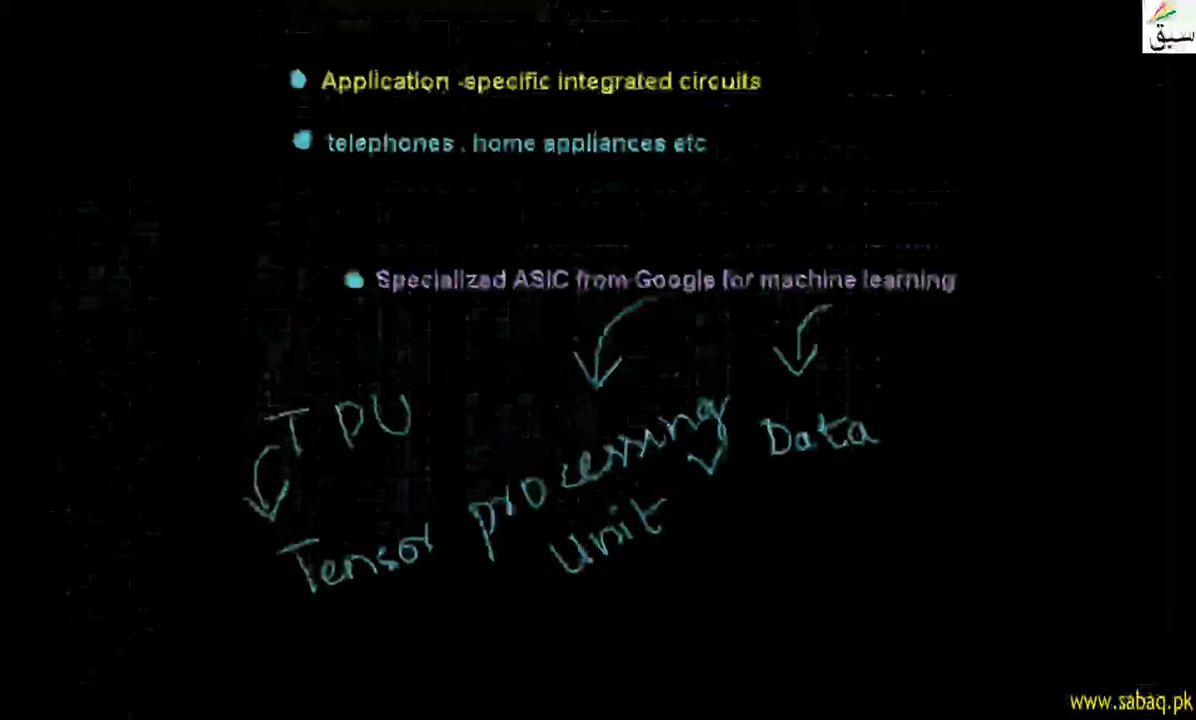 سبق
Application -specific integrated circuits
telephones , home appliances etc
Specialized ASIC from Google for machine learning
T PU
Data
Tensor processing
Unit
www.sabaq.pk